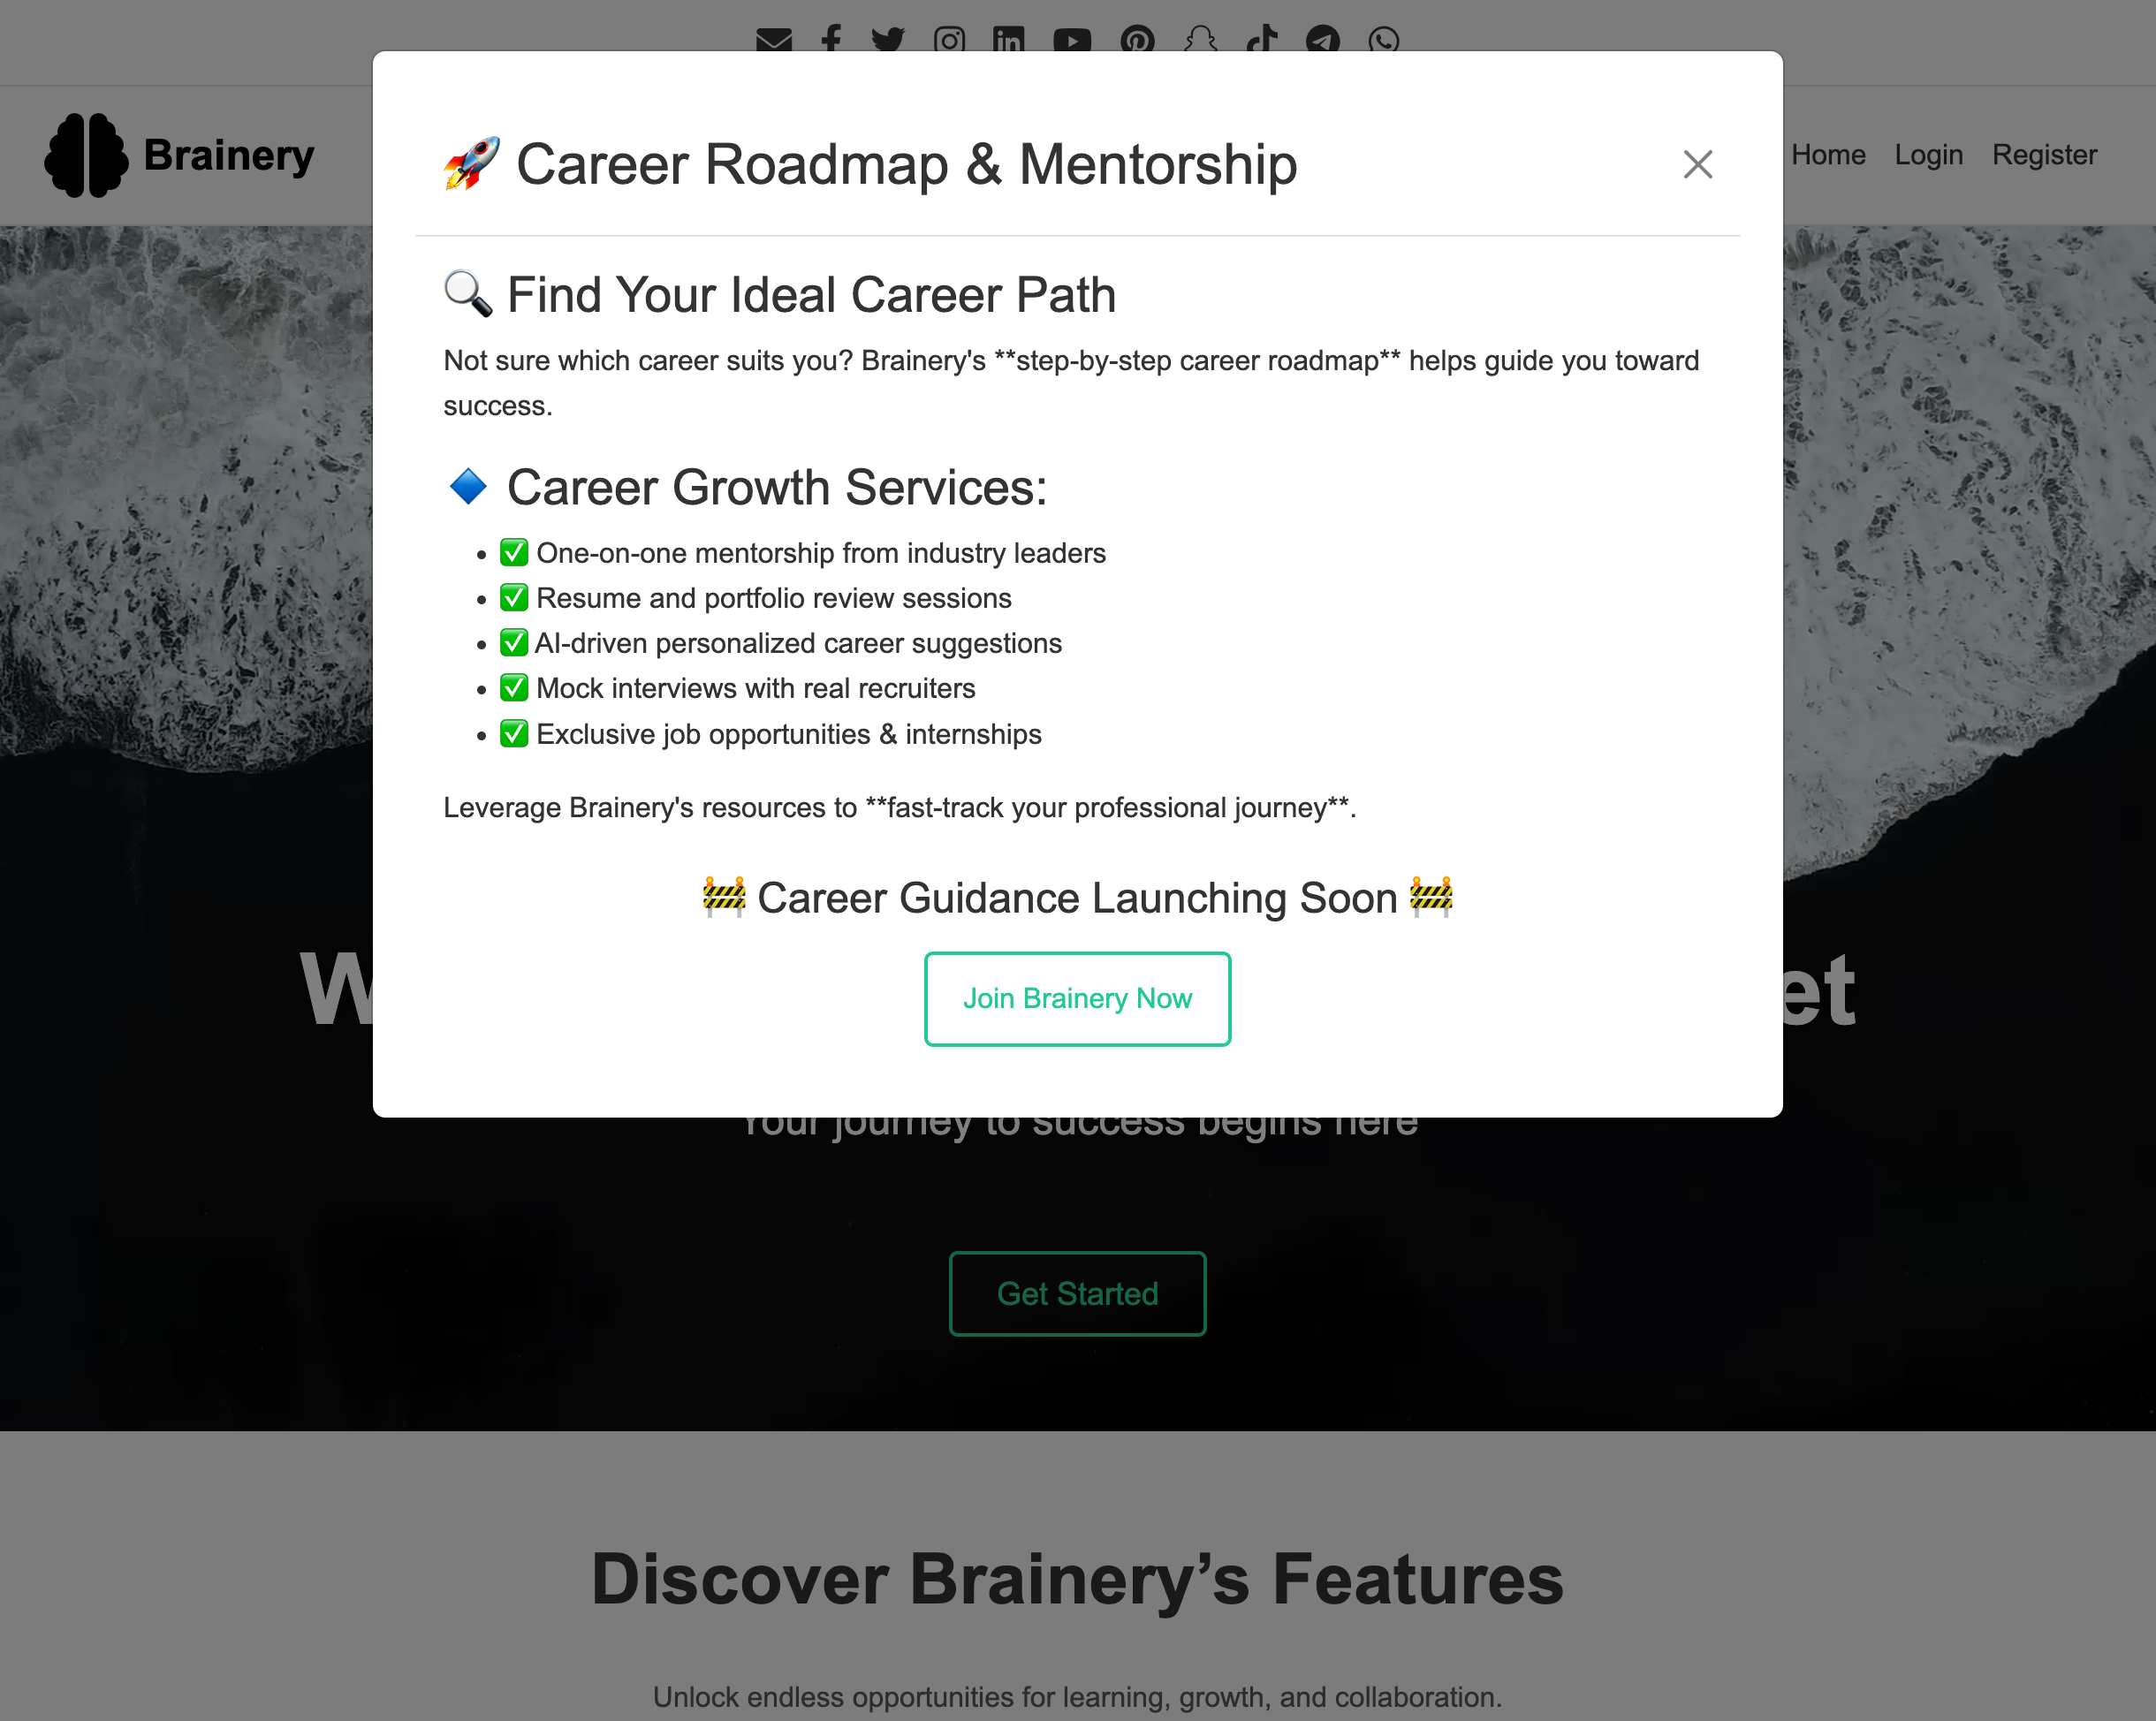 Brainery
Home Login Register
🚀 Career Roadmap & Mentorship
🔍 Find Your Ideal Career Path
Not sure which career suits you? Brainery's **step-by-step career roadmap** helps guide you toward
success.
🔷 Career Growth Services:
• ✅ One-on-one mentorship from industry leaders
• ✅ Resume and portfolio review sessions
• ✅ AI-driven personalized career suggestions
• ✅ Mock interviews with real recruiters
• ✅ Exclusive job opportunities & internships
Leverage Brainery's resources to **fast-track your professional journey**.
🚧 Career Guidance Launching Soon 🚧
Join Brainery Now
Your journey to success begins here
Get Started
Discover Brainery’s Features
Unlock endless opportunities for learning, growth, and collaboration.